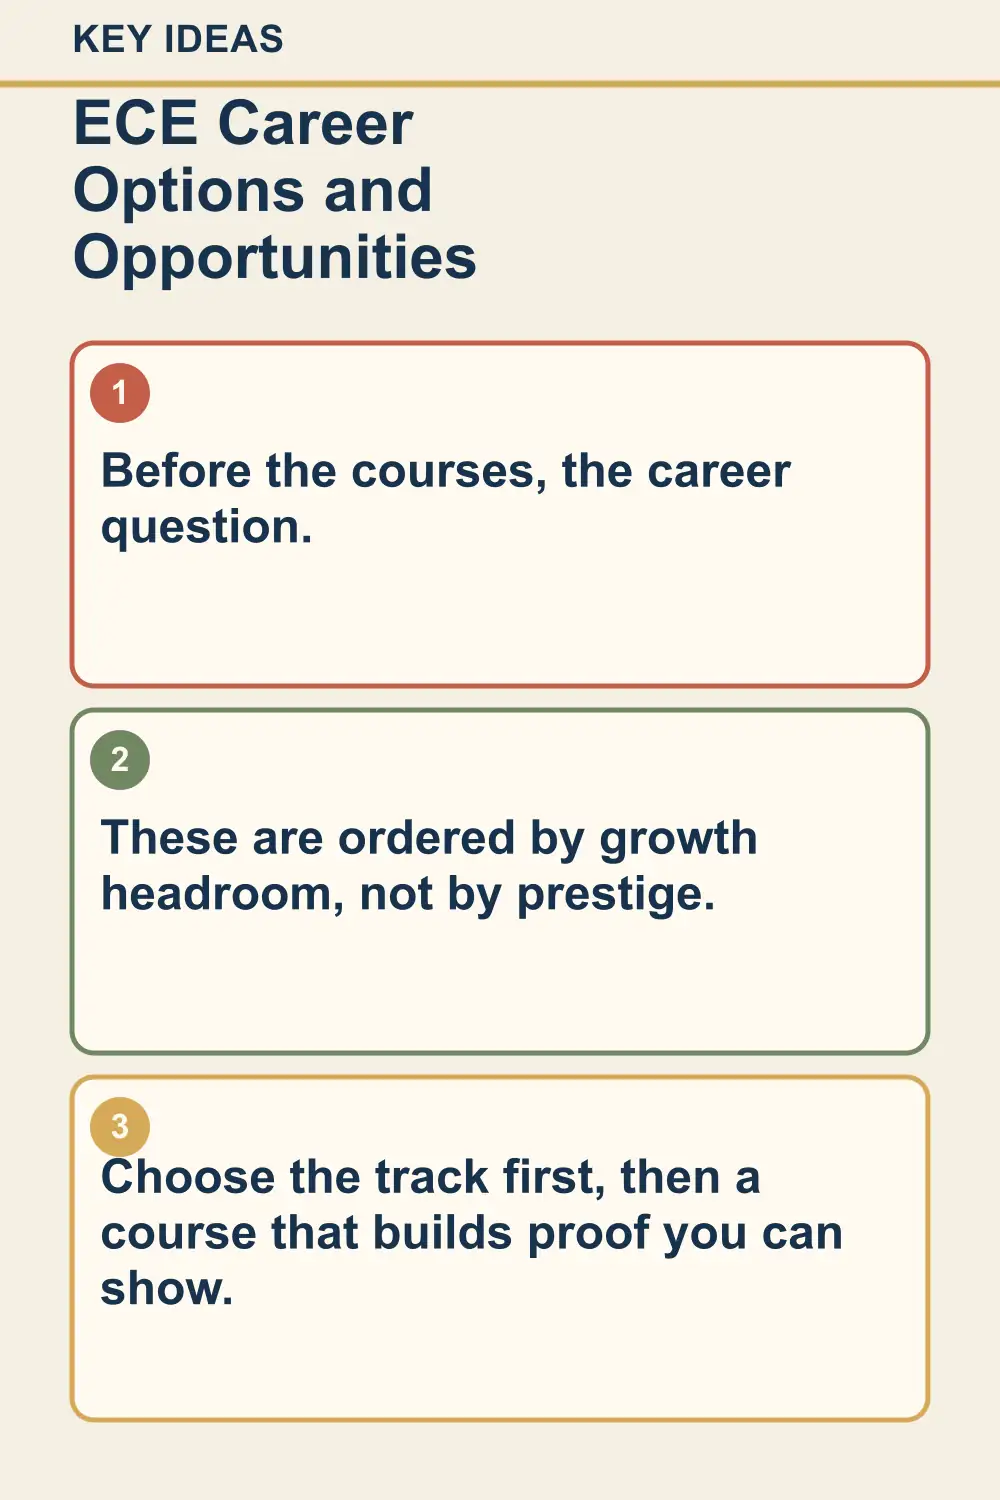 KEY IDEAS
ECE Career
Options and
Opportunities
1
Before the courses, the career
question.
2
These are ordered by growth
headroom, not by prestige.
3
Choose the track first, then a
course that builds proof you can
show.